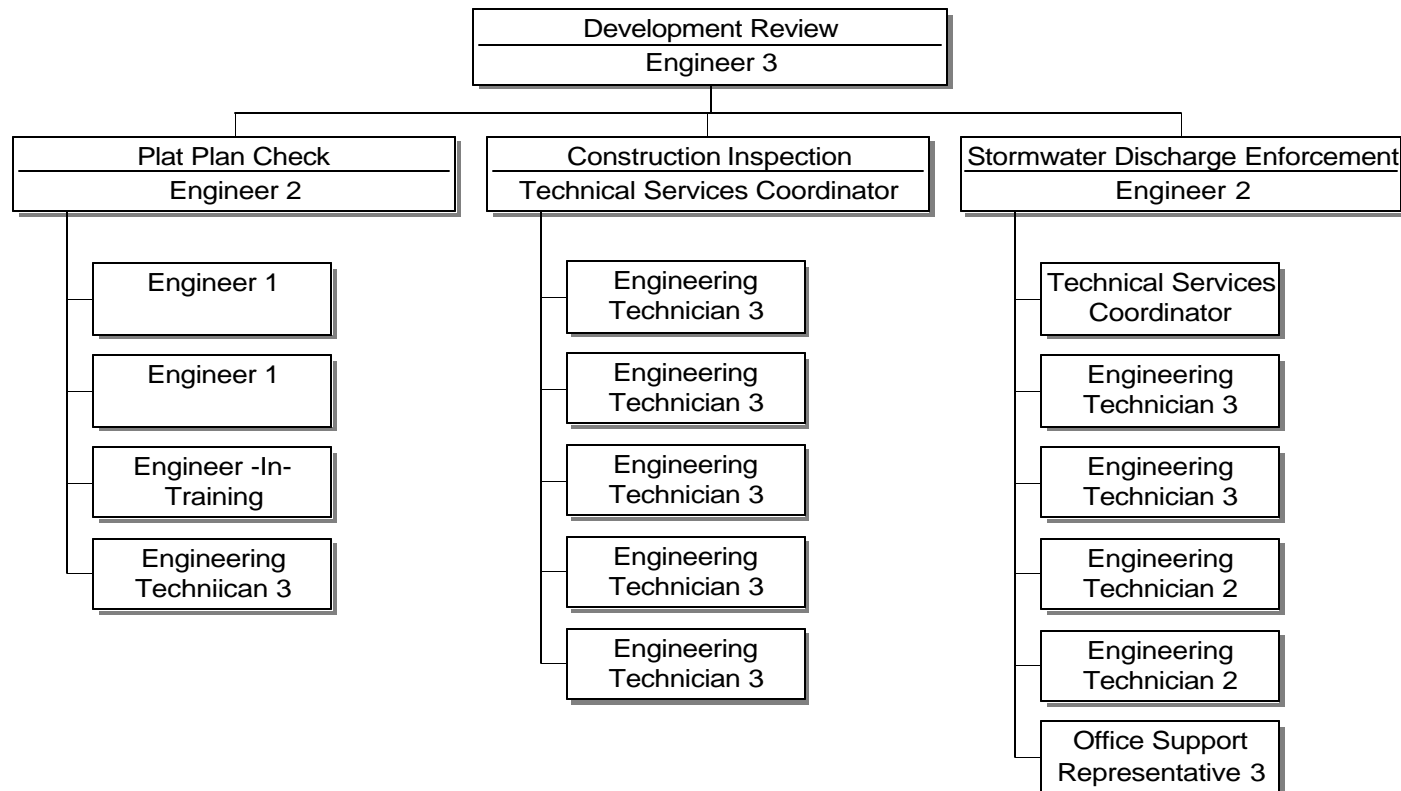 Development Review
Engineer 3
Plat Plan Check
Engineer 2
Engineer 1
Engineer 1
Engineer -In-
Training
Engineering
Techniican 3
Construction Inspection
Technical Services Coordinator
Engineering
Technician 3
Engineering
Technician 3
Engineering
Technician 3
Engineering
Technician 3
Engineering
Technician 3
Stormwater Discharge Enforcement
Engineer 2
Technical Services
Coordinator
Engineering
Technician 3
Engineering
Technician 3
Engineering
Technician 2
Engineering
Technician 2
Office Support
Representative 3